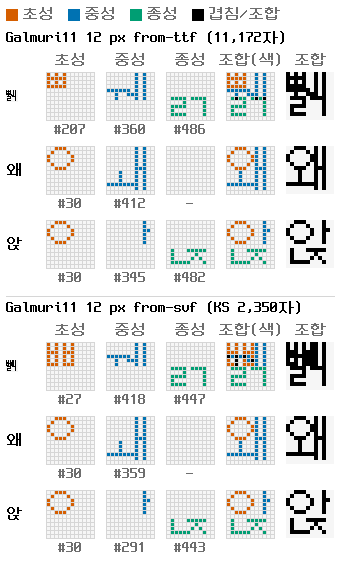 초성 중성 종성 겹침/조합
Galmuri11 12 px from-ttf (11,172자)
초성 중성 종성 조합(색) 조합
#207 #360 #486
왜
#30 #412 –
앉
#30 #345 #482
Galmuri11 12 px from-svf (KS 2,350자)
초성 중성 종성 조합(색) 조합
#27 #418 #447
왜
#30 #359 –
앉
#30 #291 #443